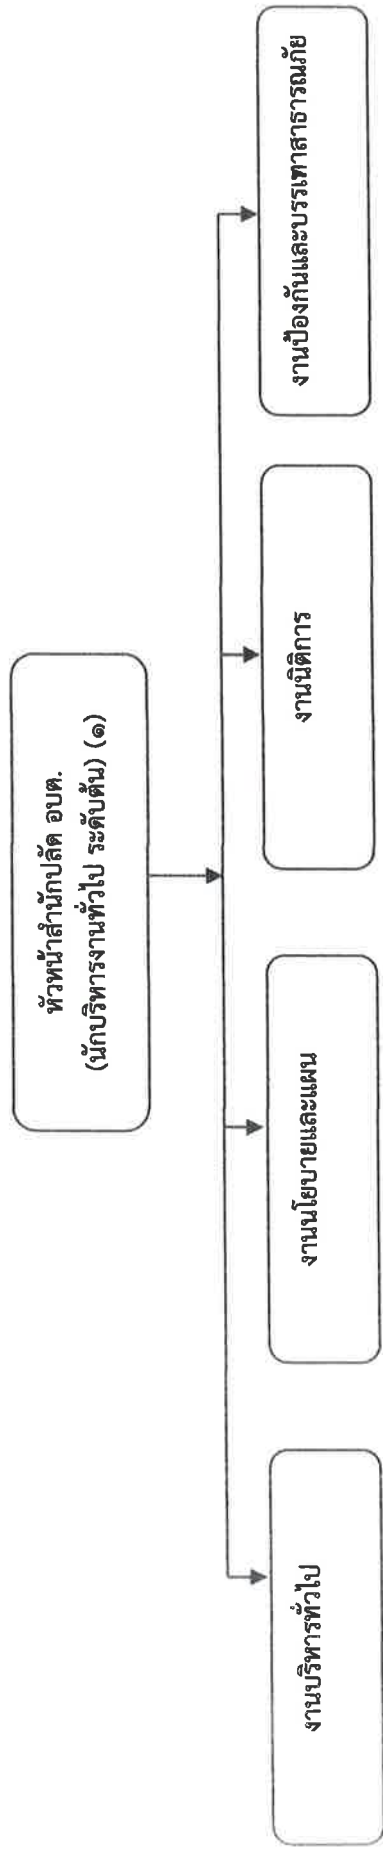 หัวหน้าสำนักปลัด อบต.
(นักบริหารงานทั่วไป ระดับต้น) (๑)
งานบริหารทั่วไป
งานนโยบายและแผน
งานนิติการ
งานป้องกันและบรรเทาสาธารณภัย